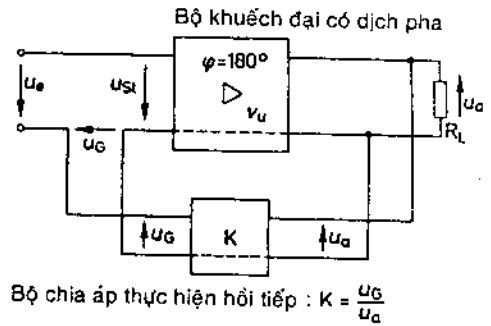 Bộ khuếch đại có dịch pha
φ=180°
u_e
u_St
V_u
u_a
u_G
R_L
u_G
K
u_a
Bộ chia áp thực hiện hồi tiếp : K = u_G / u_a